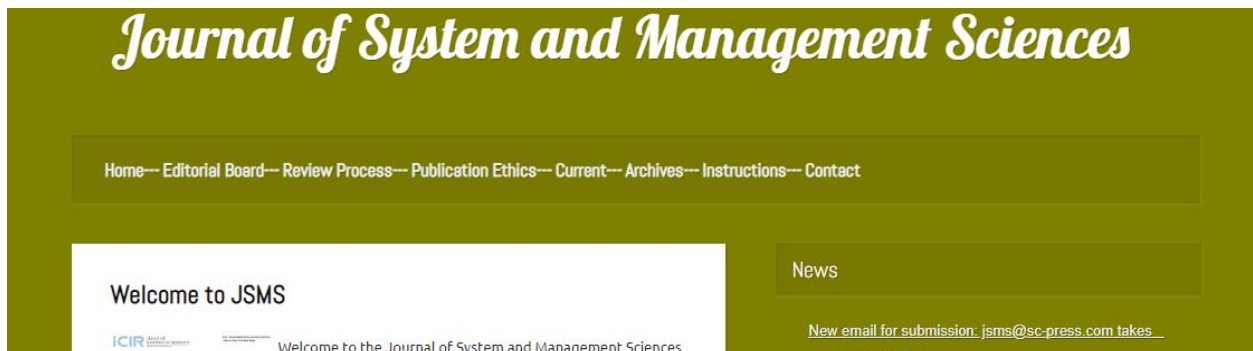 Journal of System and Management Sciences
Home--- Editorial Board--- Review Process--- Publication Ethics--- Current--- Archives--- Instructions--- Contact
News
Welcome to JSMS
New email for submission: jsms@sc-press.com takes
iCIR
Welcome to the Journal of System and Management Sciences